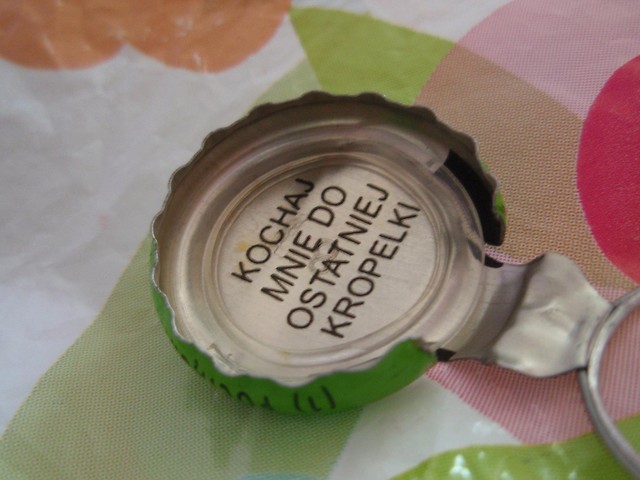 KOCHAJ
MNIE DO
OSTATNIEJ
KROPELKI